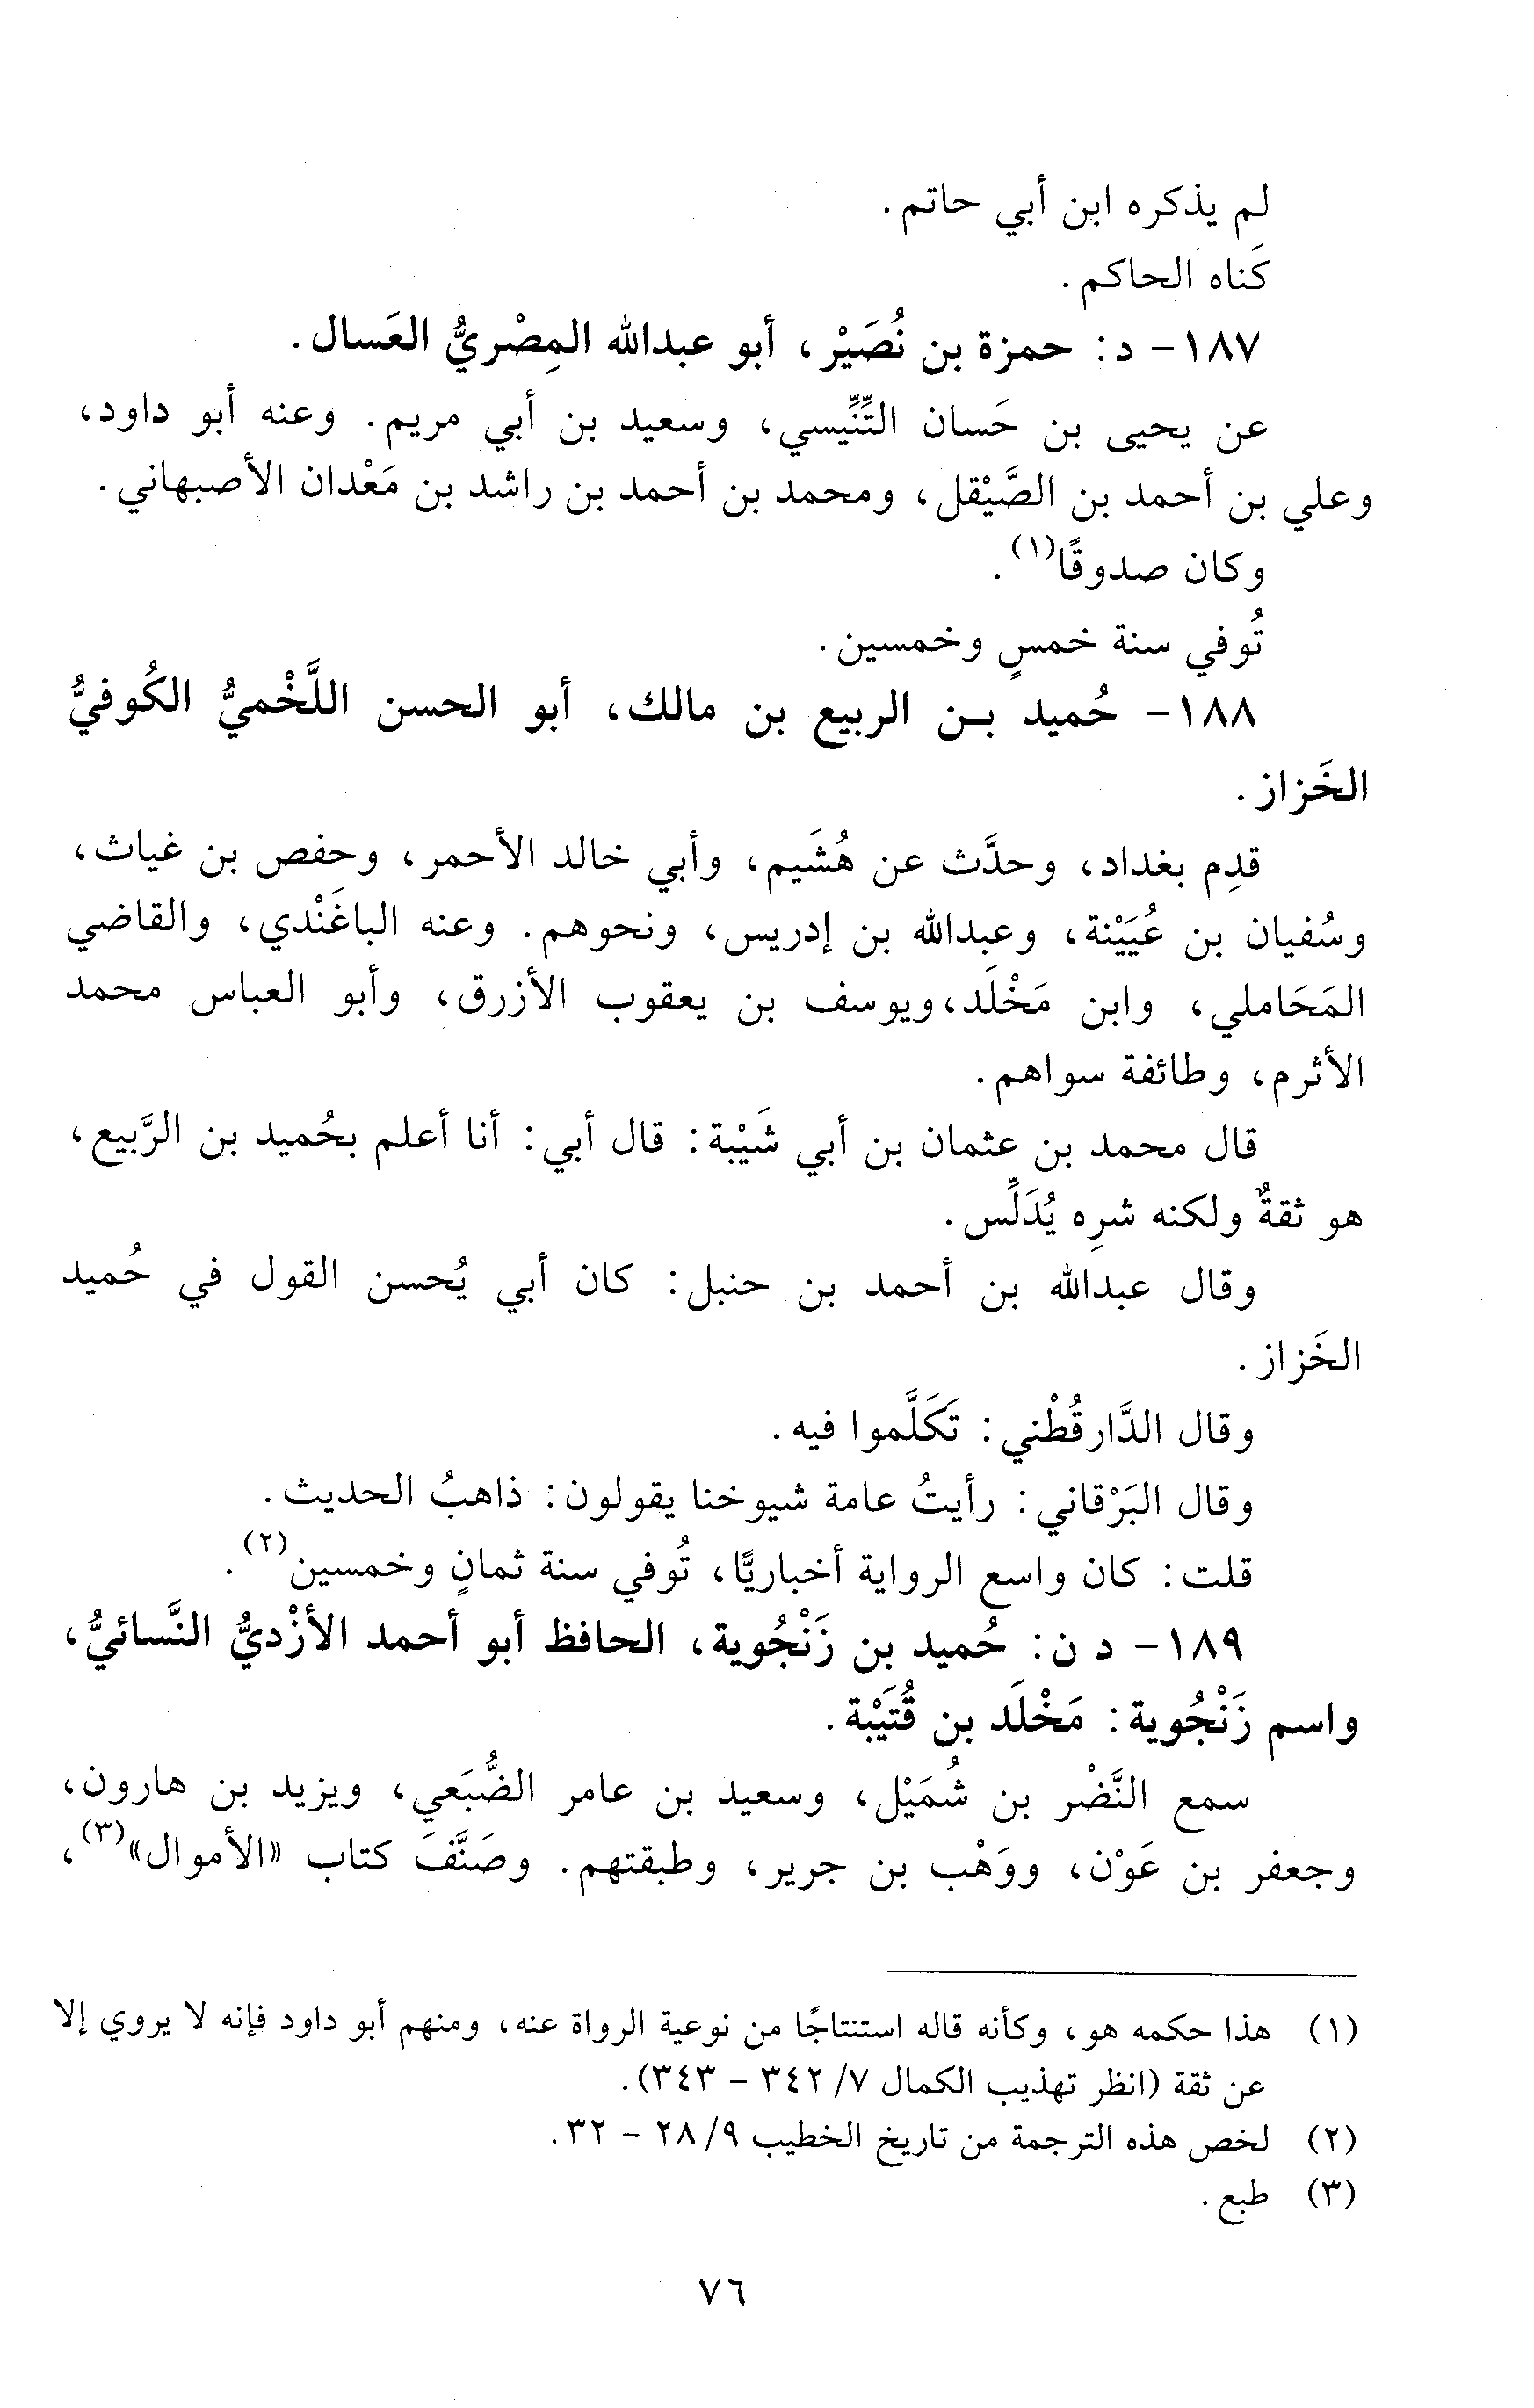 لم يذكره ابن أبي حاتم.
كَناه الحاكم.
١٨٧- د: حمزة بن نُصَيْر، أبو عبدالله المِصْريُّ العَسال.
عن يحيى بن حَسان التِّنِّيسي، وسعيد بن أبي مريم. وعنه أبو داود،
وعلي بن أحمد بن الصَّيْقل، ومحمد بن أحمد بن راشد بن مَعْدان الأصبهاني.
وكان صدوقًا(١).
تُوفي سنة خمسٍ وخمسين.
١٨٨- حُميد بن الربيع بن مالك، أبو الحسن اللَّخْميُّ الكُوفيُّ
الخَزاز.
قدِم بغداد، وحدَّث عن هُشَيم، وأبي خالد الأحمر، وحفص بن غياث،
وسُفيان بن عُيَيْنة، وعبدالله بن إدريس، ونحوهم. وعنه الباغَنْدي، والقاضي
المَحَاملي، وابن مَخْلَد، ويوسف بن يعقوب الأزرق، وأبو العباس محمد
الأثرم، وطائفة سواهم.
قال محمد بن عثمان بن أبي شَيْبة: قال أبي: أنا أعلم بحُميد بن الرَّبيع،
هو ثقةٌ ولكنه شرِه يُدَلِّس.
وقال عبدالله بن أحمد بن حنبل: كان أبي يُحسن القول في حُميد
الخَزاز.
وقال الدَّارقُطْني: تَكَلَّموا فيه.
وقال البَرْقاني: رأيتُ عامة شيوخنا يقولون: ذاهبُ الحديث.
قلت: كان واسع الرواية أخباريًّا، تُوفي سنة ثمانٍ وخمسين(٢).
١٨٩- د ن: حُميد بن زَنْجُوية، الحافظ أبو أحمد الأزْديُّ النَّسائيُّ،
واسم زَنْجُوية: مَخْلَد بن قُتَيْبة.
سمع النَّضْر بن شُمَيْل، وسعيد بن عامر الضُّبَعي، ويزيد بن هارون،
وجعفر بن عَوْن، ووَهْب بن جرير، وطبقتهم. وصَنَّفَ كتاب «الأموال»(٣)،
(١) هذا حكمه هو، وكأنه قاله استنتاجًا من نوعية الرواة عنه، ومنهم أبو داود فإنه لا يروي إلا
عن ثقة (انظر تهذيب الكمال ٧/ ٣٤٢ - ٣٤٣).
(٢) لخص هذه الترجمة من تاريخ الخطيب ٩/ ٢٨ - ٣٢.
(٣) طبع.
٧٦